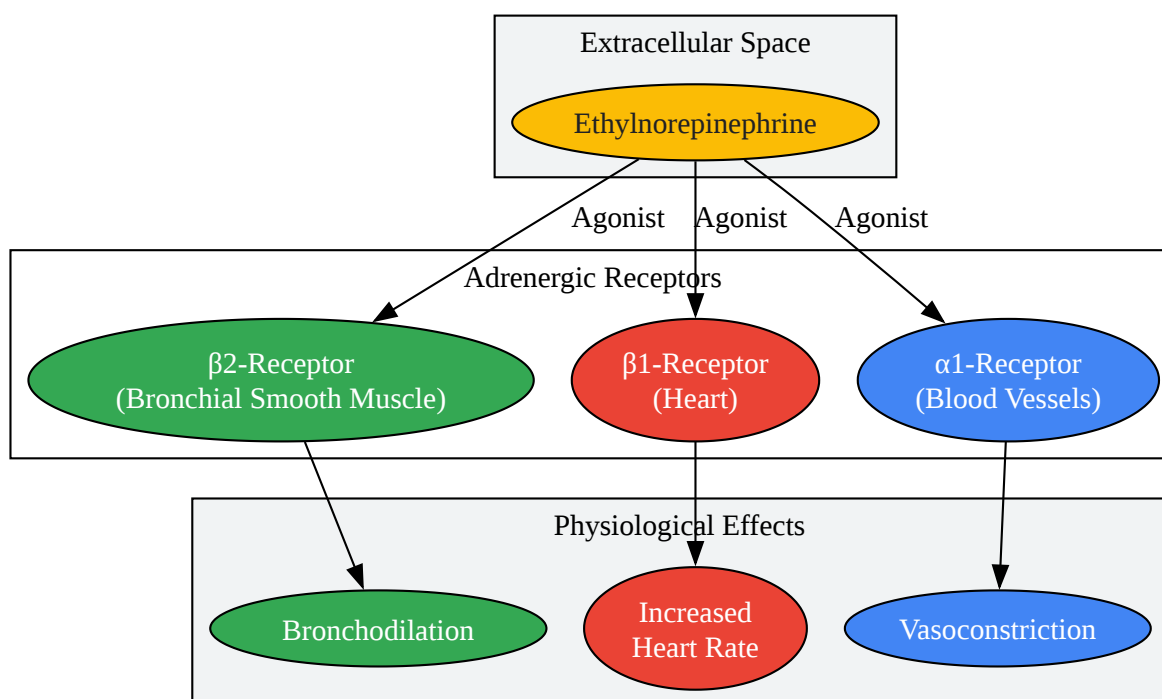 Extracellular Space
Ethylnorepinephrine
Agonist
Agonist
Agonist
Adrenergic Receptors
β2-Receptor
(Bronchial Smooth Muscle)
β1-Receptor
(Heart)
α1-Receptor
(Blood Vessels)
Physiological Effects
Bronchodilation
Increased
Heart Rate
Vasoconstriction